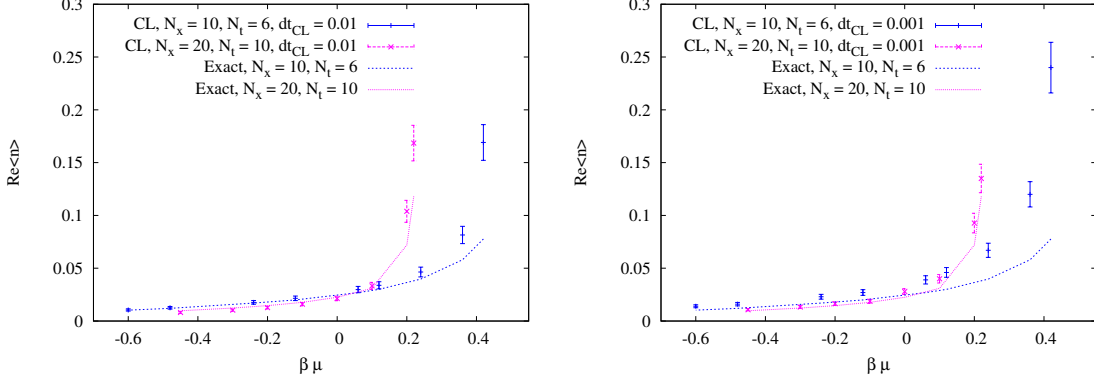 0.3
0.25
0.2
0.15
0.1
0.05
0
Re<n>
-0.6 -0.4 -0.2 0 0.2 0.4
β μ
CL, N_x = 10, N_t = 6, dt_CL = 0.01
CL, N_x = 20, N_t = 10, dt_CL = 0.01
Exact, N_x = 10, N_t = 6
Exact, N_x = 20, N_t = 10
0.3
0.25
0.2
0.15
0.1
0.05
0
Re<n>
-0.6 -0.4 -0.2 0 0.2 0.4
β μ
CL, N_x = 10, N_t = 6, dt_CL = 0.001
CL, N_x = 20, N_t = 10, dt_CL = 0.001
Exact, N_x = 10, N_t = 6
Exact, N_x = 20, N_t = 10